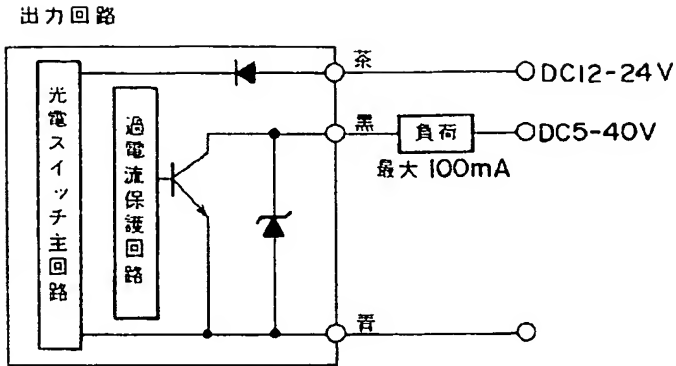 出力回路
茶
DC12-24V
光電スイッチ主回路
過電流保護回路
黒
負荷
DC5-40V
最大 100mA
青